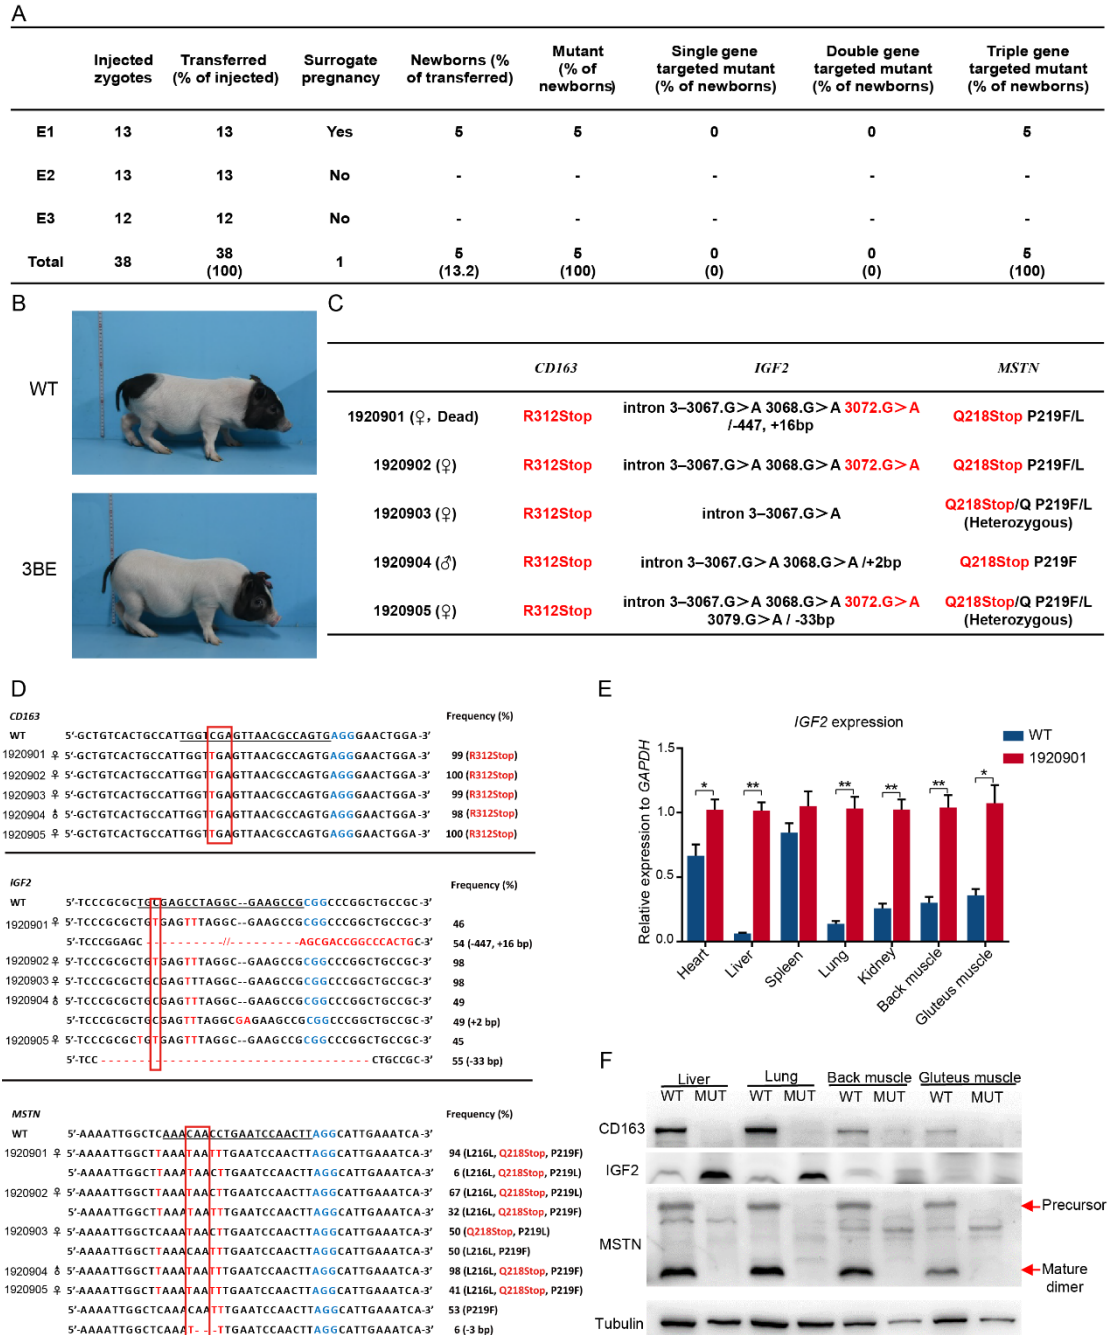 A
Injected zygotes	Transferred (% of injected)	Surrogate pregnancy	Newborns (% of transferred)	Mutant (% of newborns)	Single gene targeted mutant (% of newborns)	Double gene targeted mutant (% of newborns)	Triple gene targeted mutant (% of newborns)
E1	13	13	Yes	5	5	0	0	5
E2	13	13	No	-	-	-	-	-
E3	12	12	No	-	-	-	-	-
Total	38	38 (100)	1	5 (13.2)	5 (100)	0 (0)	0 (0)	5 (100)
B
WT
3BE
C
CD163	IGF2	MSTN
1920901 (♀, Dead)	R312Stop	intron 3–3067.G>A 3068.G>A 3072.G>A /-447, +16bp	Q218Stop P219F/L
1920902 (♀)	R312Stop	intron 3–3067.G>A 3068.G>A 3072.G>A	Q218Stop P219F/L
1920903 (♀)	R312Stop	intron 3–3067.G>A	Q218Stop/Q P219F/L (Heterozygous)
1920904 (♂)	R312Stop	intron 3–3067.G>A 3068.G>A /+2bp	Q218Stop P219F
1920905 (♀)	R312Stop	intron 3–3067.G>A 3068.G>A 3072.G>A 3079.G>A / -33bp	Q218Stop/Q P219F/L (Heterozygous)
D
CD163	Frequency (%)
WT	5'-GCTGTCACTGCCATTGGTCGAGTTAACGCCAGTGAGGGAACTGGA-3'
1920901 ♀ 5'-GCTGTCACTGCCATTGGTTGAGTTAACGCCAGTGAGGGAACTGGA-3'	99 (R312Stop)
1920902 ♀ 5'-GCTGTCACTGCCATTGGTTGAGTTAACGCCAGTGAGGGAACTGGA-3'	100 (R312Stop)
1920903 ♀ 5'-GCTGTCACTGCCATTGGTTGAGTTAACGCCAGTGAGGGAACTGGA-3'	99 (R312Stop)
1920904 ♂ 5'-GCTGTCACTGCCATTGGTTGAGTTAACGCCAGTGAGGGAACTGGA-3'	98 (R312Stop)
1920905 ♀ 5'-GCTGTCACTGCCATTGGTTGAGTTAACGCCAGTGAGGGAACTGGA-3'	100 (R312Stop)
IGF2	Frequency (%)
WT	5'-TCCCGCGCTGCGAGCCTAGGC--GAAGCCGCGGCCCGGCTGCCGC-3'
1920901 ♀ 5'-TCCCGCGCTGTGAGTTTAGGC--GAAGCCGCGGCCCGGCTGCCGC-3'	46
5'-TCCCGGAGC -----------//---------- AGCGACCGGCCCACTGC-3'	54 (-447, +16 bp)
1920902 ♀ 5'-TCCCGCGCTGTGAGTTTAGGC--GAAGCCGCGGCCCGGCTGCCGC-3'	98
1920903 ♀ 5'-TCCCGCGCTGCGAGTCTAGGC--GAAGCCGCGGCCCGGCTGCCGC-3'	98
1920904 ♂ 5'-TCCCGCGCTGCGAGTTTAGGC--GAAGCCGCGGCCCGGCTGCCGC-3'	49
5'-TCCCGCGCTGCGAGTTTAGGCGAGAAGCCGCGGCCCGGCTGCCGC-3'	49 (+2 bp)
1920905 ♀ 5'-TCCCGCGCTGTGAGTTTAGGC--GAAGCCGCGGCCCGGCTGCCGC-3'	45
5'-TCC --------------------------------- CTGCCGC-3'	55 (-33 bp)
MSTN	Frequency (%)
WT	5'-AAAATTGGCTCAAACAACCTGAATCCAACTTAGGCATTGAAATCA-3'
1920901 ♀ 5'-AAAATTGGCTTAAATAATTTGAATCCAACTTAGGCATTGAAATCA-3'	94 (L216L, Q218Stop, P219F)
5'-AAAATTGGCTTAAATAACTTGAATCCAACTTAGGCATTGAAATCA-3'	6 (L216L, Q218Stop, P219L)
1920902 ♀ 5'-AAAATTGGCTTAAATAACTTGAATCCAACTTAGGCATTGAAATCA-3'	67 (L216L, Q218Stop, P219L)
5'-AAAATTGGCTTAAATAATTTGAATCCAACTTAGGCATTGAAATCA-3'	32 (L216L, Q218Stop, P219F)
1920903 ♀ 5'-AAAATTGGCTCAAATAACTTGAATCCAACTTAGGCATTGAAATCA-3'	50 (Q218Stop, P219L)
5'-AAAATTGGCTTAAACAATTTGAATCCAACTTAGGCATTGAAATCA-3'	50 (L216L, P219F)
1920904 ♂ 5'-AAAATTGGCTTAAATAATTTGAATCCAACTTAGGCATTGAAATCA-3'	98 (L216L, Q218Stop, P219F)
1920905 ♀ 5'-AAAATTGGCTTAAATAATTTGAATCCAACTTAGGCATTGAAATCA-3'	41 (L216L, Q218Stop, P219F)
5'-AAAATTGGCTCAAACAATTTGAATCCAACTTAGGCATTGAAATCA-3'	53 (P219F)
5'-AAAATTGGCTCAAAT---TTGAATCCAACTTAGGCATTGAAATCA-3'	6 (-3 bp)
E
IGF2 expression
WT
1920901
Relative expression to GAPDH
1.5
1.0
0.5
0.0
* ** ** ** ** *
Heart	Liver	Spleen	Lung	Kidney	Back muscle	Gluteus muscle
F
Liver	Lung	Back muscle	Gluteus muscle
WT	MUT	WT	MUT	WT	MUT	WT	MUT
CD163
IGF2
Precursor
MSTN
Mature dimer
Tubulin